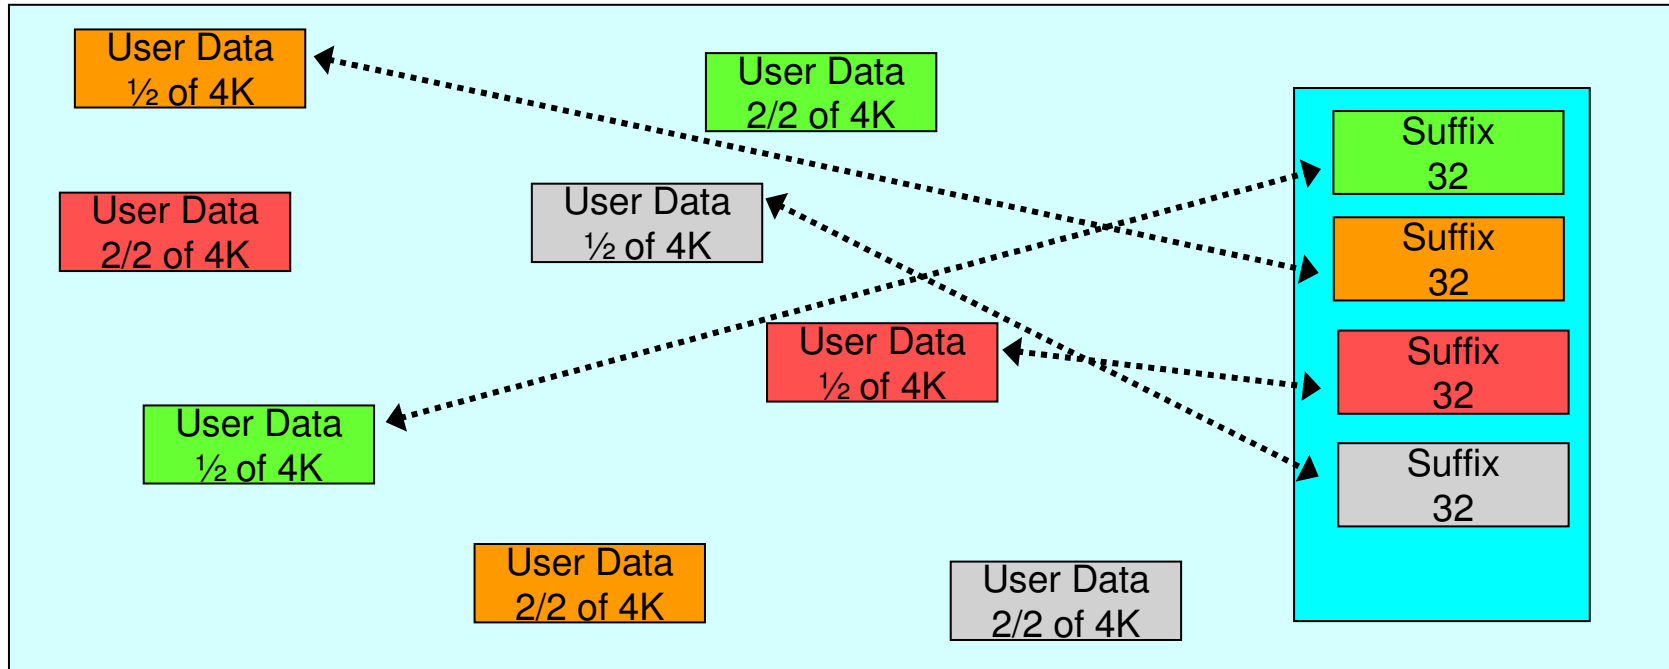 User Data
½ of 4K
User Data
2/2 of 4K
Suffix
32
User Data
2/2 of 4K
User Data
½ of 4K
Suffix
32
User Data
½ of 4K
Suffix
32
User Data
½ of 4K
Suffix
32
User Data
2/2 of 4K
User Data
2/2 of 4K